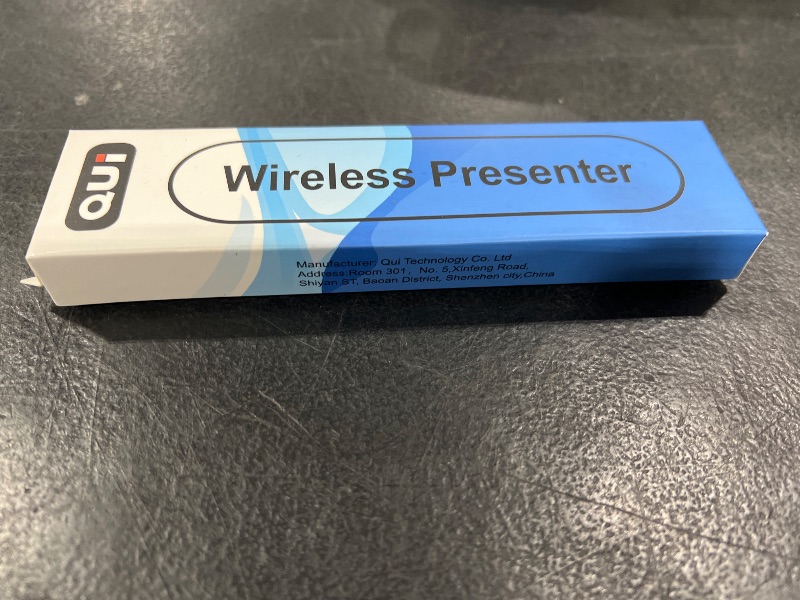 QUI
Wireless Presenter
Manufacturer: Qui Technology Co. Ltd
Address:Room 301, No. 5,Xinfeng Road,
Shiyan ST, Baoan District, Shenzhen city,China